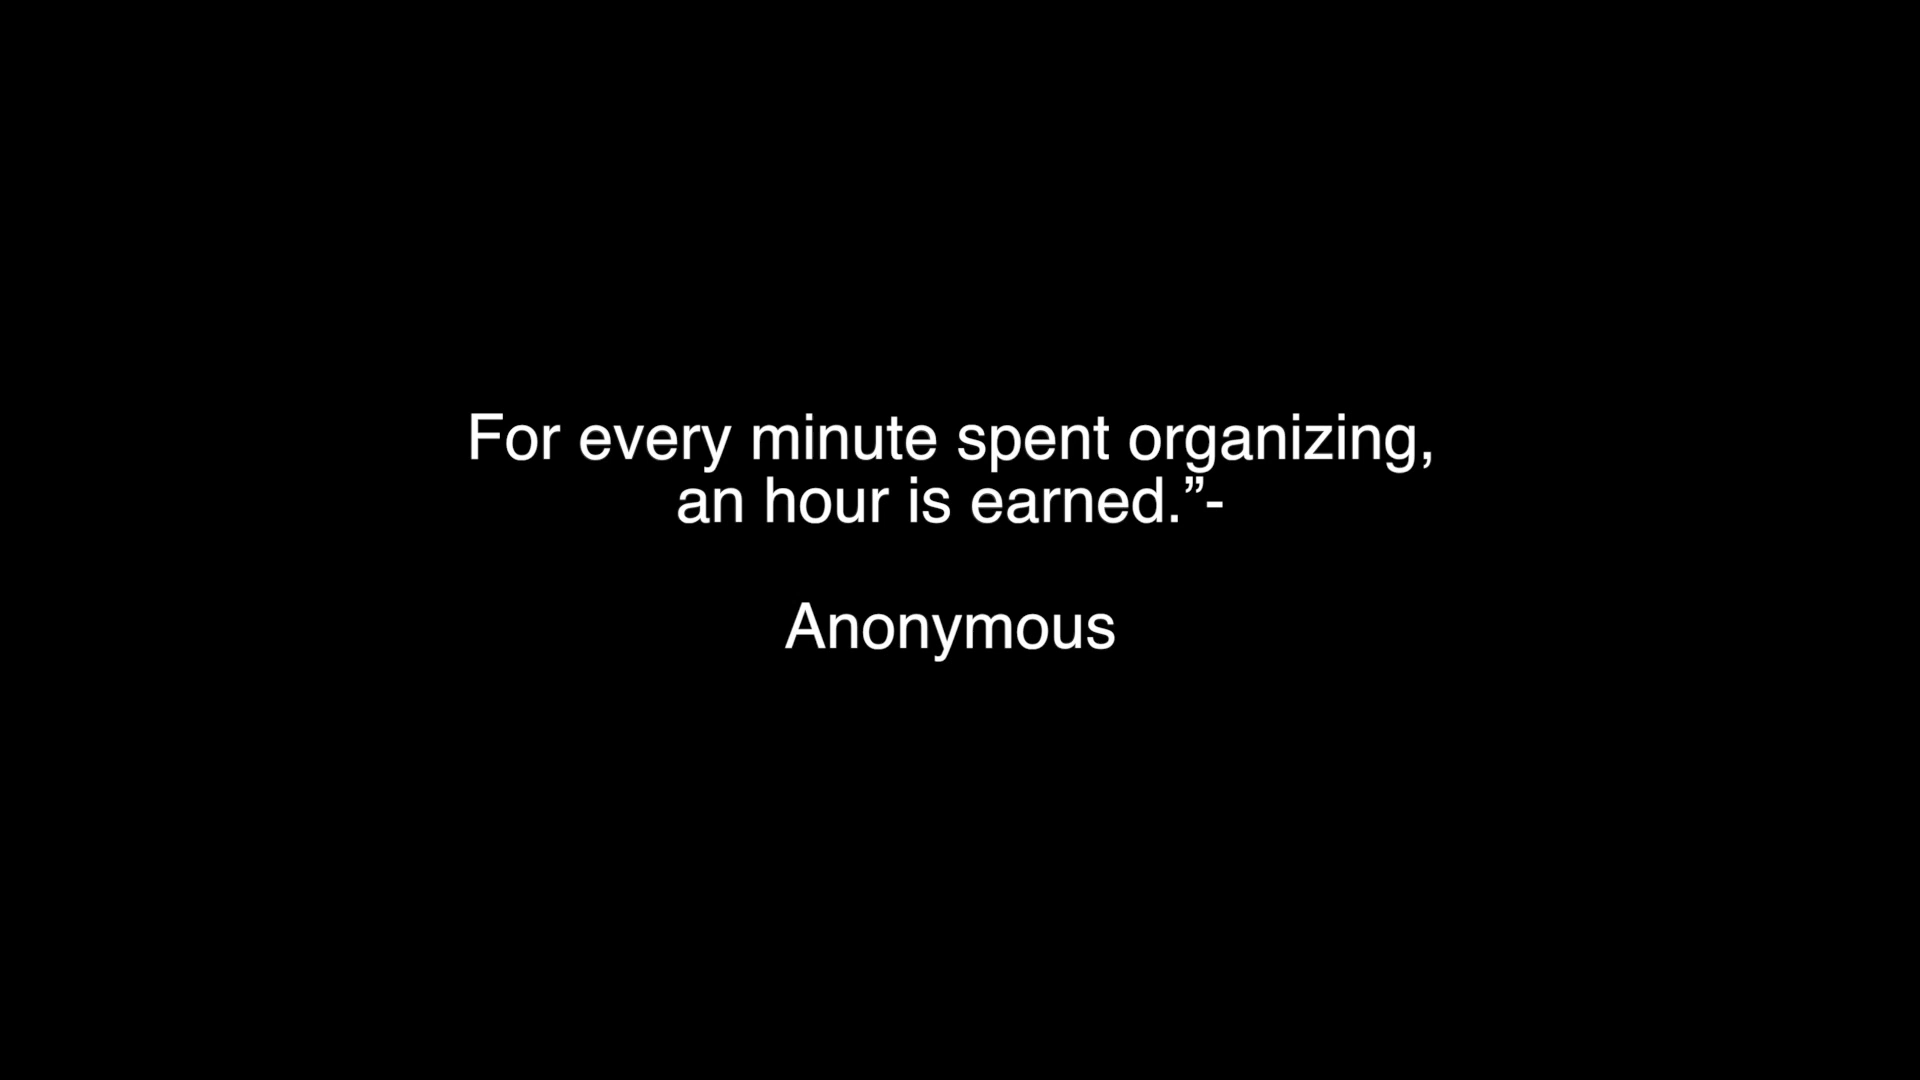 For every minute spent organizing,
an hour is earned.”-
Anonymous